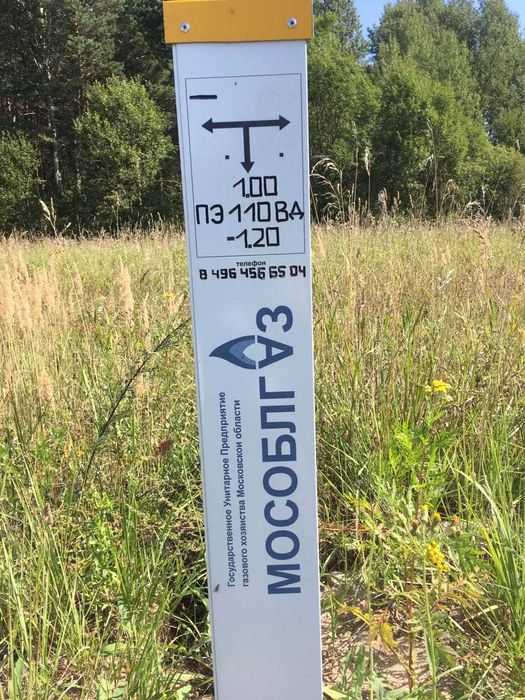 1.00
ПЭ 110 ВД
-1.20
телефон
8 496 456 65 04
МОСОБЛГАЗ
Государственное Унитарное Предприятие
газового хозяйства Московской области